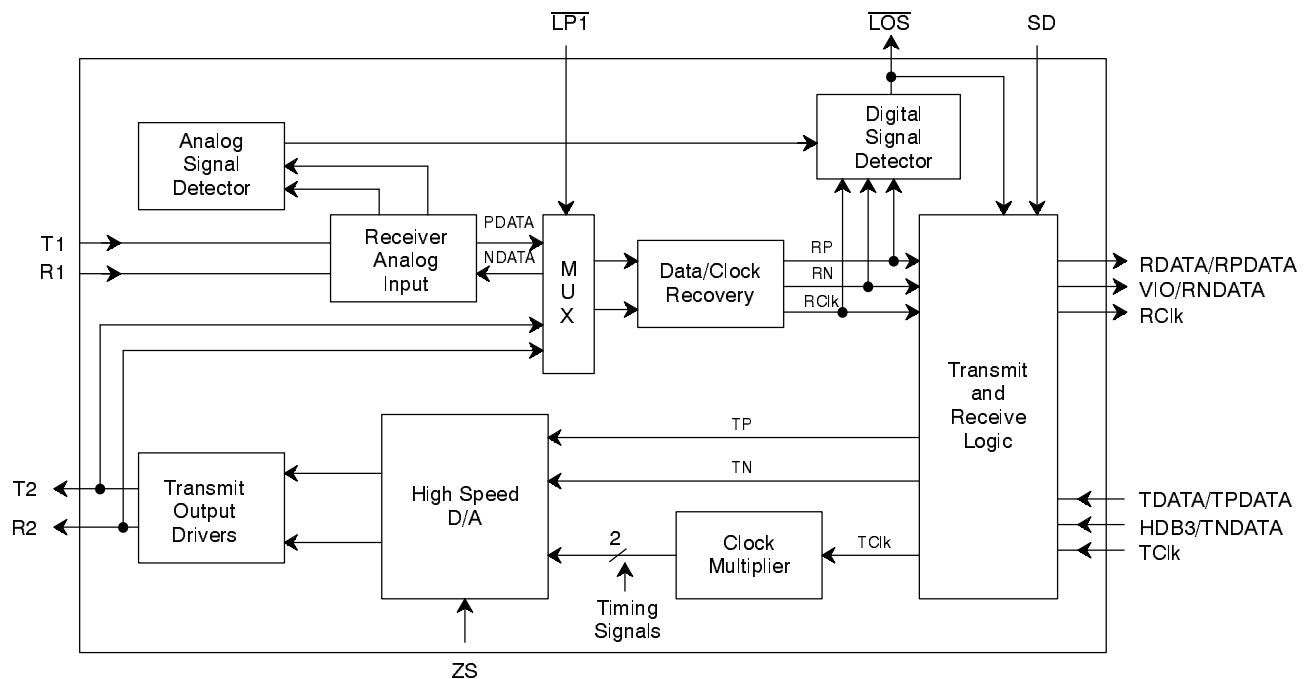 LP1
LOS
SD
Analog
Signal
Detector
Digital
Signal
Detector
T1
R1
Receiver
Analog
Input
PDATA
NDATA
M
U
X
Data/Clock
Recovery
RP
RN
RClk
Transmit
and
Receive
Logic
RDATA/RPDATA
VIO/RNDATA
RClk
T2
R2
Transmit
Output
Drivers
High Speed
D/A
TP
TN
2
Timing
Signals
Clock
Multiplier
TClk
TDATA/TPDATA
HDB3/TNDATA
TClk
ZS